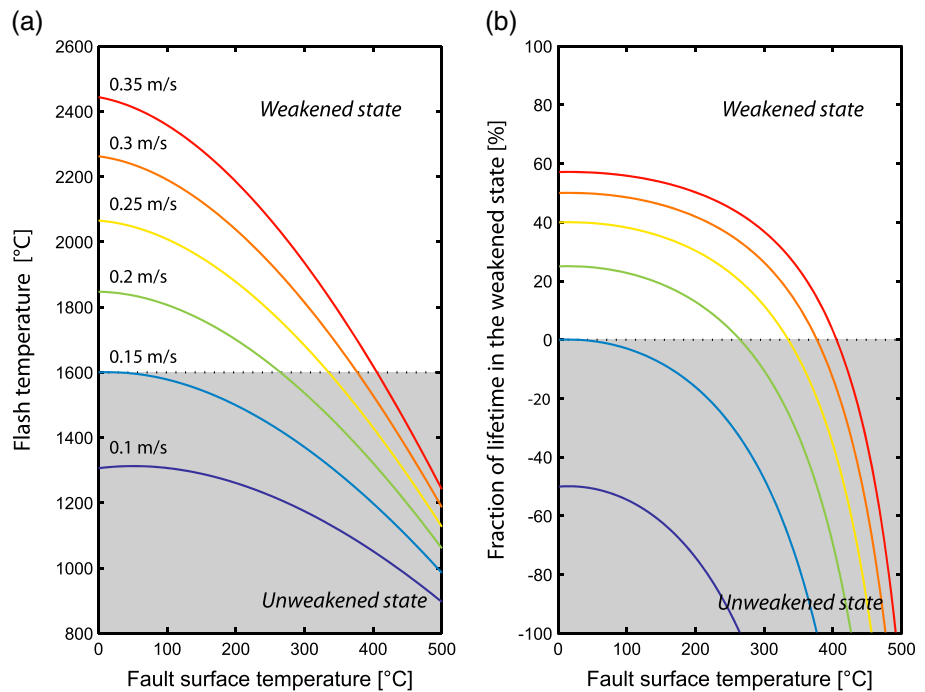 (a)
2600
2400
2200
2000
1800
1600
1400
1200
1000
800
0
100
200
300
400
500
Flash temperature [°C]
Fault surface temperature [°C]
0.35 m/s
0.3 m/s
0.25 m/s
0.2 m/s
0.15 m/s
0.1 m/s
Weakened state
Unweakened state
(b)
100
80
60
40
20
0
-20
-40
-60
-80
-100
0
100
200
300
400
500
Fraction of lifetime in the weakened state [%]
Fault surface temperature [°C]
Weakened state
Unweakened state